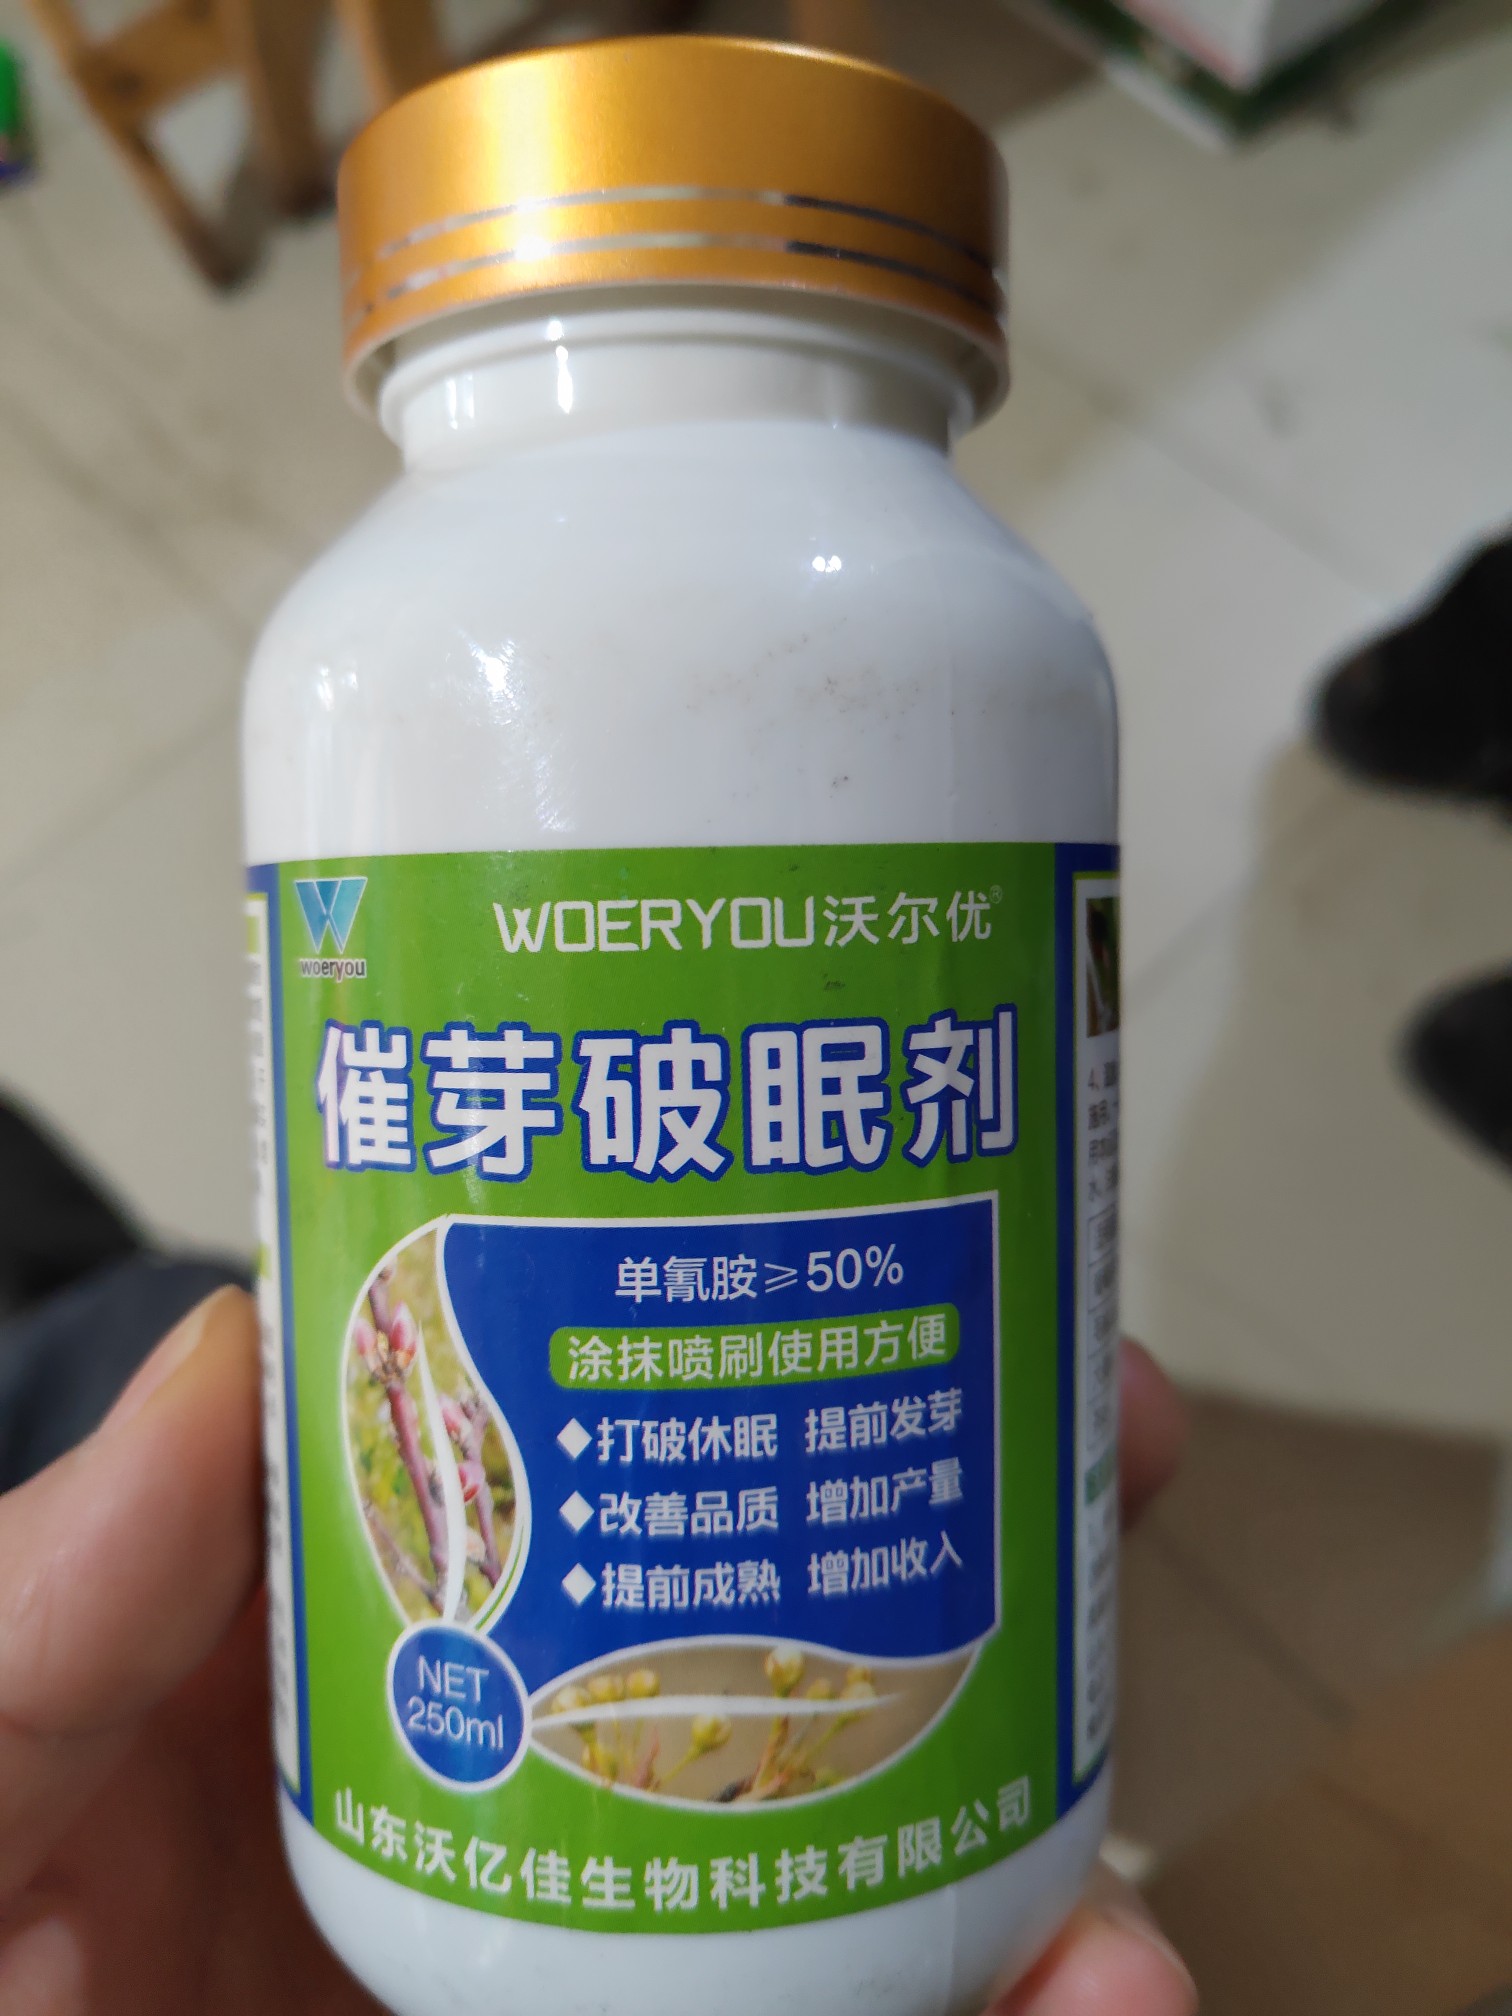 woeryou
WOERYOU沃尔优®
催芽破眠剂
单氰胺≥50%
涂抹喷刷使用方便
◆打破休眠 提前发芽
◆改善品质 增加产量
◆提前成熟 增加收入
NET
250ml
山东沃亿佳生物科技有限公司